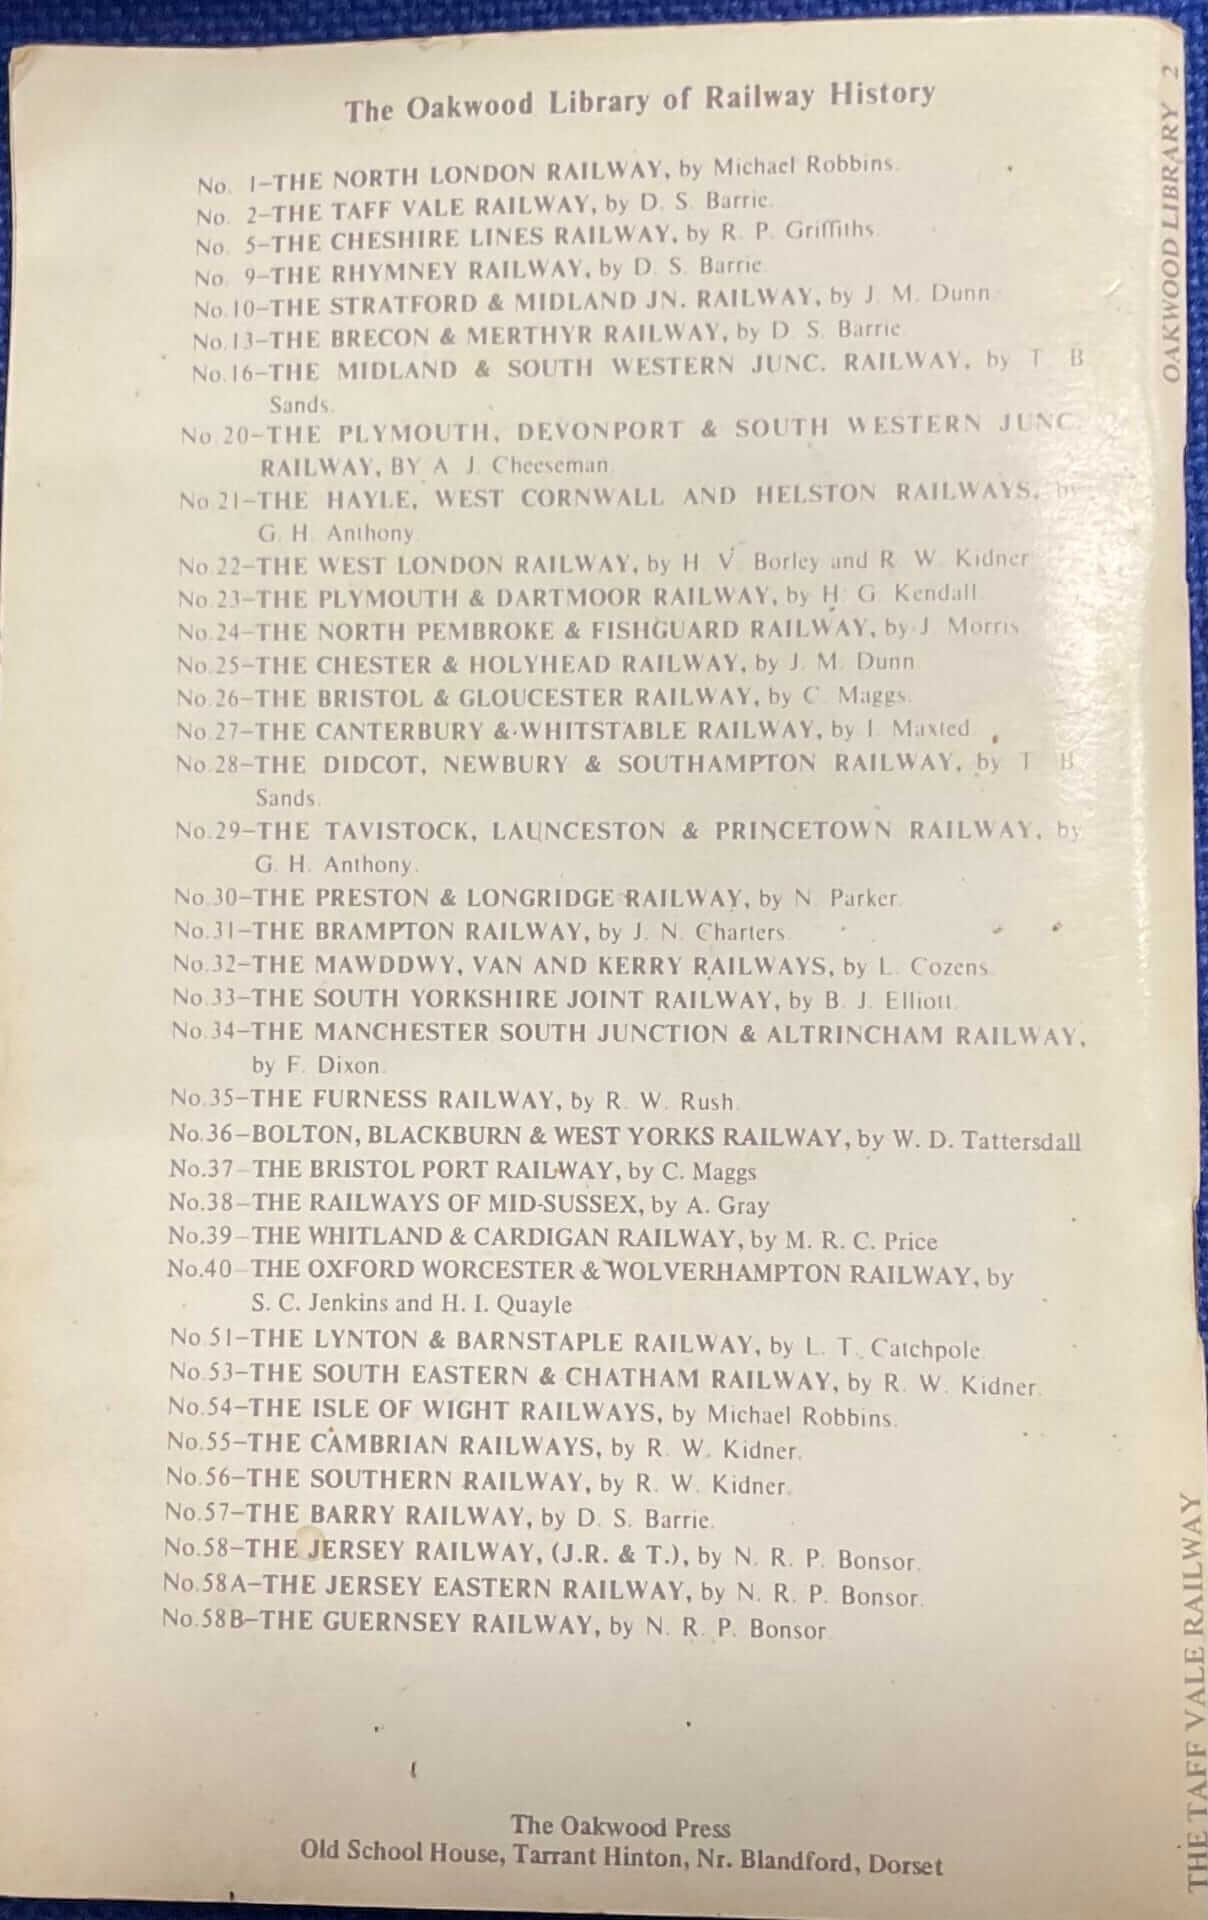 The Oakwood Library of Railway History
No. 1–THE NORTH LONDON RAILWAY, by Michael Robbins.
No. 2–THE TAFF VALE RAILWAY, by D. S. Barrie.
No. 5–THE CHESHIRE LINES RAILWAY, by R. P. Griffiths.
No. 9–THE RHYMNEY RAILWAY, by D. S. Barrie.
No.10–THE STRATFORD & MIDLAND JN. RAILWAY, by J. M. Dunn.
No.13–THE BRECON & MERTHYR RAILWAY, by D. S. Barrie.
No.16–THE MIDLAND & SOUTH WESTERN JUNC. RAILWAY, by T. B
Sands.
No.20–THE PLYMOUTH, DEVONPORT & SOUTH WESTERN JUNC.
RAILWAY, BY A. J. Cheeseman.
No.21–THE HAYLE, WEST CORNWALL AND HELSTON RAILWAYS, by
G. H. Anthony.
No.22–THE WEST LONDON RAILWAY, by H. V. Borley and R. W. Kidner
No.23–THE PLYMOUTH & DARTMOOR RAILWAY, by H. G. Kendall.
No.24–THE NORTH PEMBROKE & FISHGUARD RAILWAY, by J. Morris
No.25–THE CHESTER & HOLYHEAD RAILWAY, by J. M. Dunn.
No.26–THE BRISTOL & GLOUCESTER RAILWAY, by C. Maggs.
No.27–THE CANTERBURY & WHITSTABLE RAILWAY, by I. Maxted.
No.28–THE DIDCOT, NEWBURY & SOUTHAMPTON RAILWAY, by T. B.
Sands.
No.29–THE TAVISTOCK, LAUNCESTON & PRINCETOWN RAILWAY, by
G. H. Anthony.
No.30–THE PRESTON & LONGRIDGE RAILWAY, by N. Parker.
No.31–THE BRAMPTON RAILWAY, by J. N. Charters.
No.32–THE MAWDDWY, VAN AND KERRY RAILWAYS, by L. Cozens.
No.33–THE SOUTH YORKSHIRE JOINT RAILWAY, by B. J. Elliott.
No.34–THE MANCHESTER SOUTH JUNCTION & ALTRINCHAM RAILWAY,
by F. Dixon.
No.35–THE FURNESS RAILWAY, by R. W. Rush.
No.36–BOLTON, BLACKBURN & WEST YORKS RAILWAY, by W. D. Tattersdall
No.37–THE BRISTOL PORT RAILWAY, by C. Maggs
No.38–THE RAILWAYS OF MID-SUSSEX, by A. Gray
No.39–THE WHITLAND & CARDIGAN RAILWAY, by M. R. C. Price
No.40–THE OXFORD WORCESTER & WOLVERHAMPTON RAILWAY, by
S. C. Jenkins and H. I. Quayle
No.51–THE LYNTON & BARNSTAPLE RAILWAY, by L. T. Catchpole.
No.53–THE SOUTH EASTERN & CHATHAM RAILWAY, by R. W. Kidner.
No.54–THE ISLE OF WIGHT RAILWAYS, by Michael Robbins.
No.55–THE CAMBRIAN RAILWAYS, by R. W. Kidner.
No.56–THE SOUTHERN RAILWAY, by R. W. Kidner.
No.57–THE BARRY RAILWAY, by D. S. Barrie.
No.58–THE JERSEY RAILWAY, (J.R. & T.), by N. R. P. Bonsor.
No.58A–THE JERSEY EASTERN RAILWAY, by N. R. P. Bonsor.
No.58B–THE GUERNSEY RAILWAY, by N. R. P. Bonsor.
The Oakwood Press
Old School House, Tarrant Hinton, Nr. Blandford, Dorset
OAKWOOD LIBRARY 2
THE TAFF VALE RAILWAY